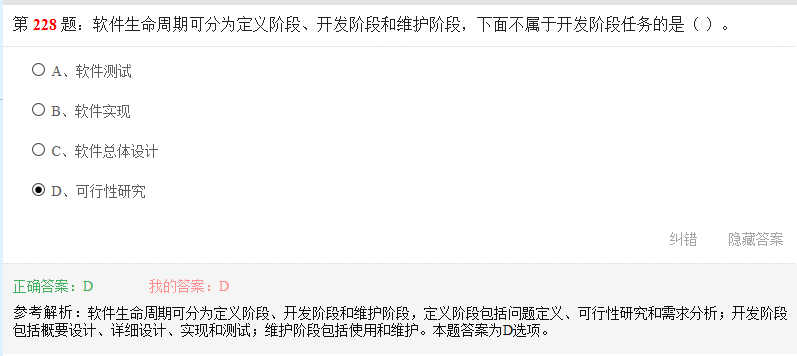 第 228 题：软件生命周期可分为定义阶段、开发阶段和维护阶段，下面不属于开发阶段任务的是（ ）。
A、软件测试
B、软件实现
C、软件总体设计
D、可行性研究
纠错 隐藏答案
正确答案：D 我的答案：D
参考解析：软件生命周期可分为定义阶段、开发阶段和维护阶段，定义阶段包括问题定义、可行性研究和需求分析；开发阶段
包括概要设计、详细设计、实现和测试；维护阶段包括使用和维护。本题答案为D选项。